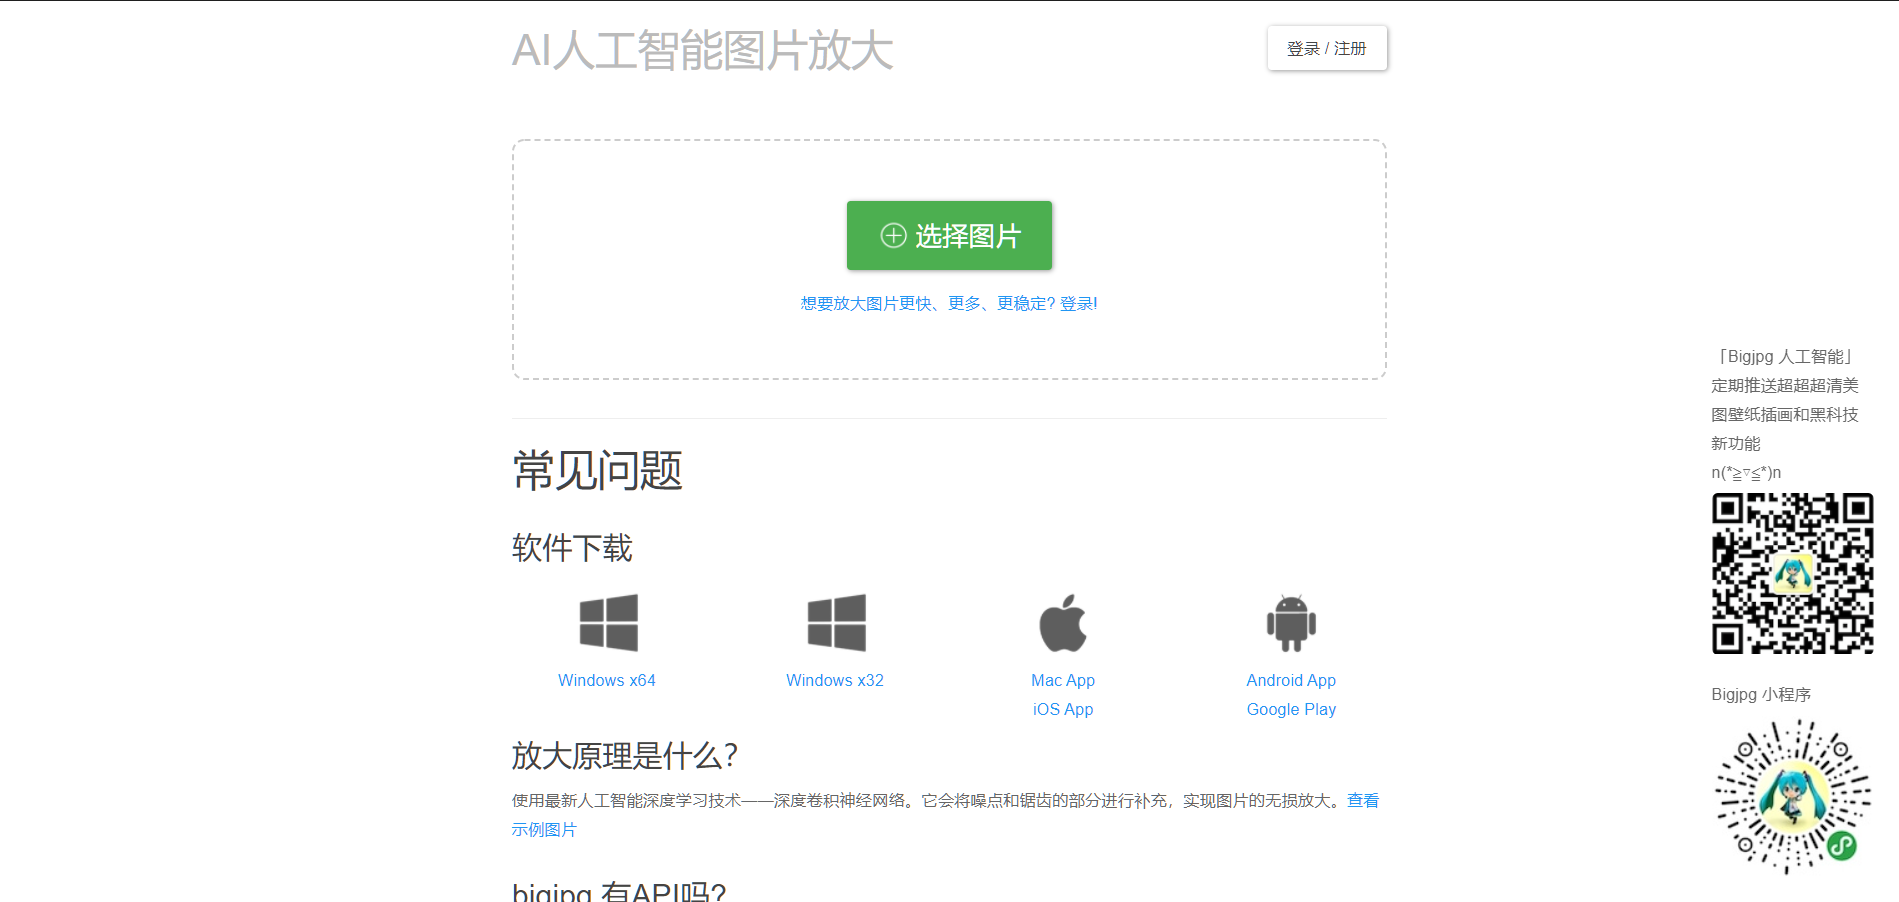 AI人工智能图片放大
登录 / 注册
选择图片
想要放大图片更快、更多、更稳定? 登录!
常见问题
软件下载
Windows x64
Windows x32
Mac App
iOS App
Android App
Google Play
放大原理是什么?
使用最新人工智能深度学习技术——深度卷积神经网络。它会将噪点和锯齿的部分进行补充，实现图片的无损放大。查看
示例图片
bigjpg 有API吗?
「Bigjpg 人工智能」
定期推送超超超清美
图壁纸插画和黑科技
新功能
n(*≧▽≦*)n
Bigjpg 小程序